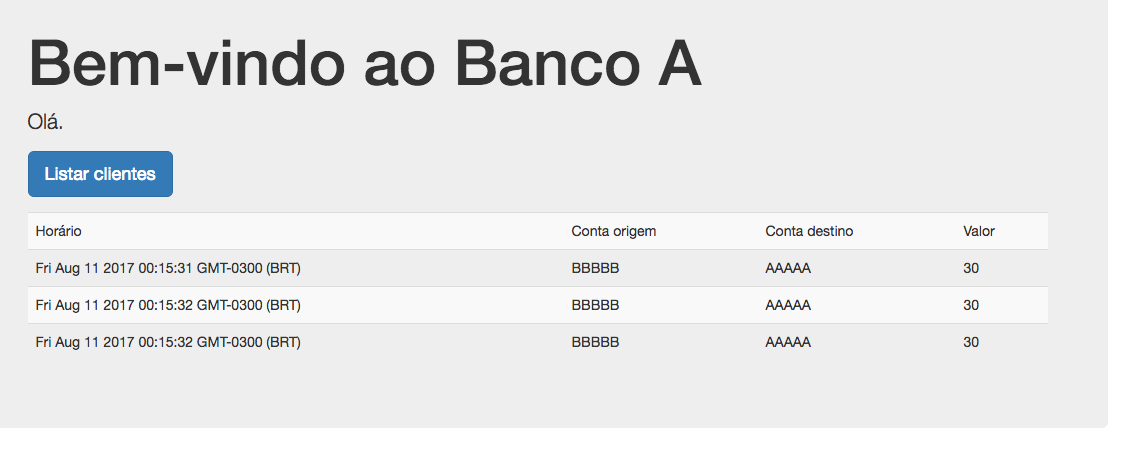 Bem-vindo ao Banco A
Olá.
Listar clientes
Horário Conta origem Conta destino Valor
Fri Aug 11 2017 00:15:31 GMT-0300 (BRT) BBBBB AAAAA 30
Fri Aug 11 2017 00:15:32 GMT-0300 (BRT) BBBBB AAAAA 30
Fri Aug 11 2017 00:15:32 GMT-0300 (BRT) BBBBB AAAAA 30